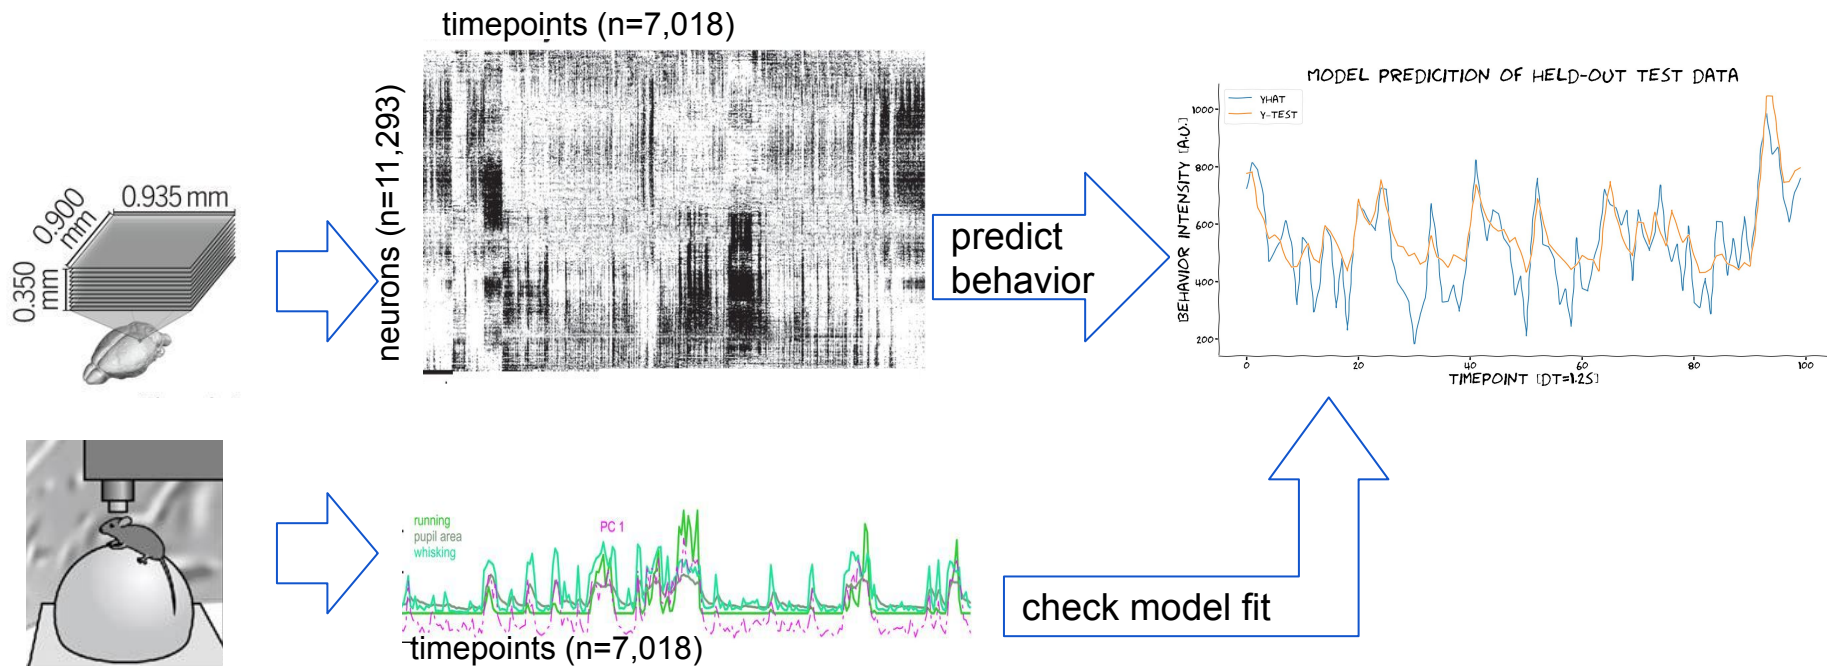 timepoints (n=7,018)
neurons (n=11,293)
0.935 mm
0.900
mm
0.350
mm
predict
behavior
MODEL PREDICITION OF HELD-OUT TEST DATA
YHAT
Y-TEST
BEHAVIOR INTENSITY [A.U.]
1000
800
600
400
200
0
20
40
60
80
100
TIMEPOINT [DT=1.2S]
running
pupil area
whisking
PC 1
timepoints (n=7,018)
check model fit